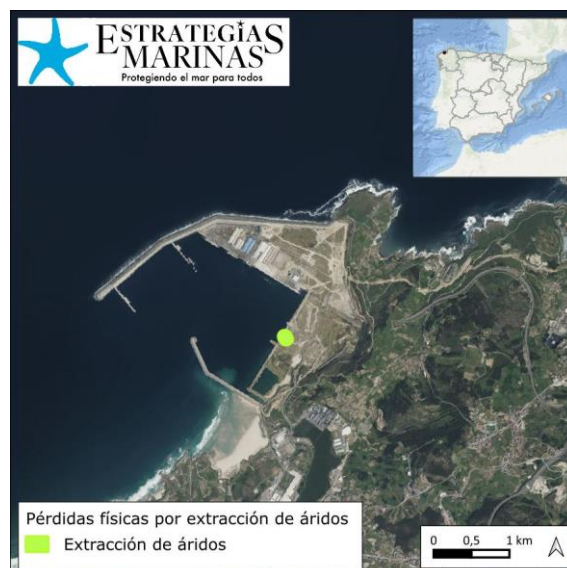 ESTRATEGIAS
MARINAS
Protegiendo el mar para todos
Pérdidas físicas por extracción de áridos
Extracción de áridos
0 0,5 1 km